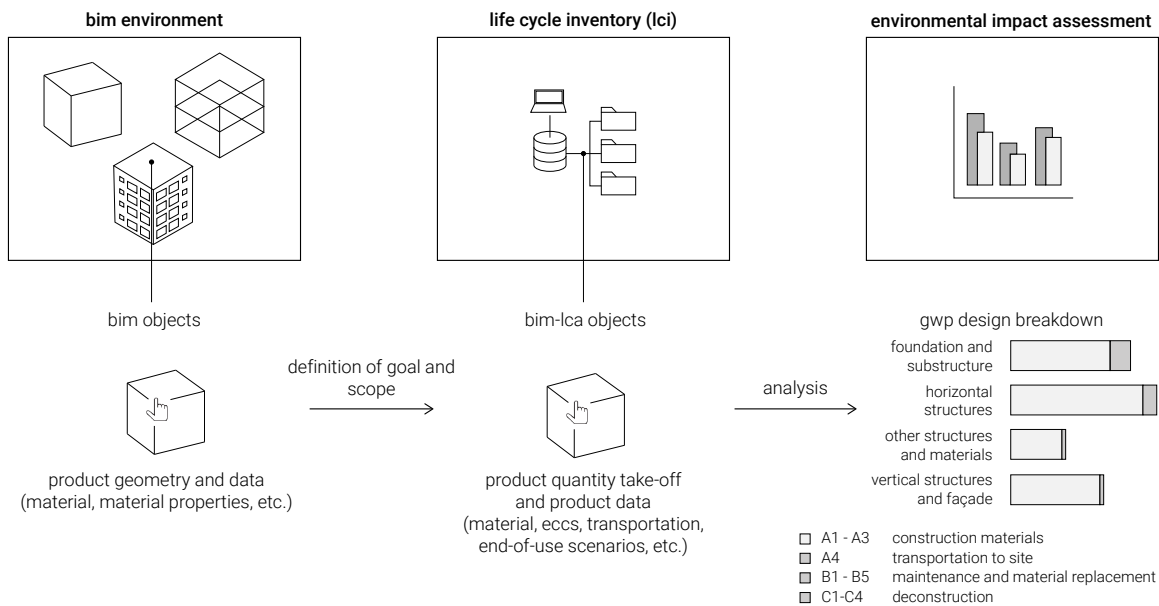 bim environment
life cycle inventory (lci)
environmental impact assessment
bim objects
bim-lca objects
gwp design breakdown
definition of goal and
scope
analysis
product geometry and data
(material, material properties, etc.)
product quantity take-off
and product data
(material, eccs, transportation,
end-of-use scenarios, etc.)
foundation and
substructure
horizontal
structures
other structures
and materials
vertical structures
and façade
A1 - A3 construction materials
A4 transportation to site
B1 - B5 maintenance and material replacement
C1-C4 deconstruction